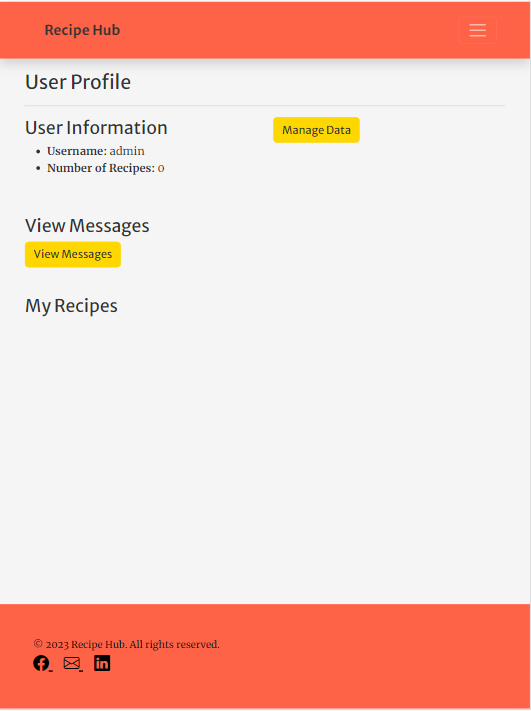 Recipe Hub
User Profile
User Information
Manage Data
Username: admin
Number of Recipes: 0
View Messages
View Messages
My Recipes
© 2023 Recipe Hub. All rights reserved.